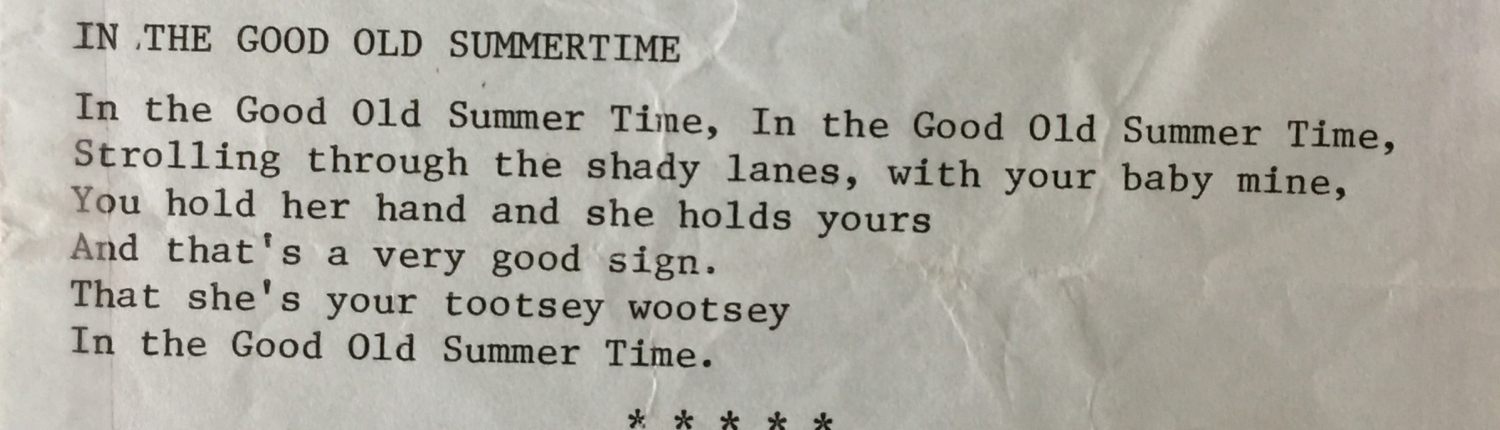 IN THE GOOD OLD SUMMERTIME
In the Good Old Summer Time, In the Good Old Summer Time,
Strolling through the shady lanes, with your baby mine,
You hold her hand and she holds yours
And that's a very good sign.
That she's your tootsey wootsey
In the Good Old Summer Time.
* * * * *